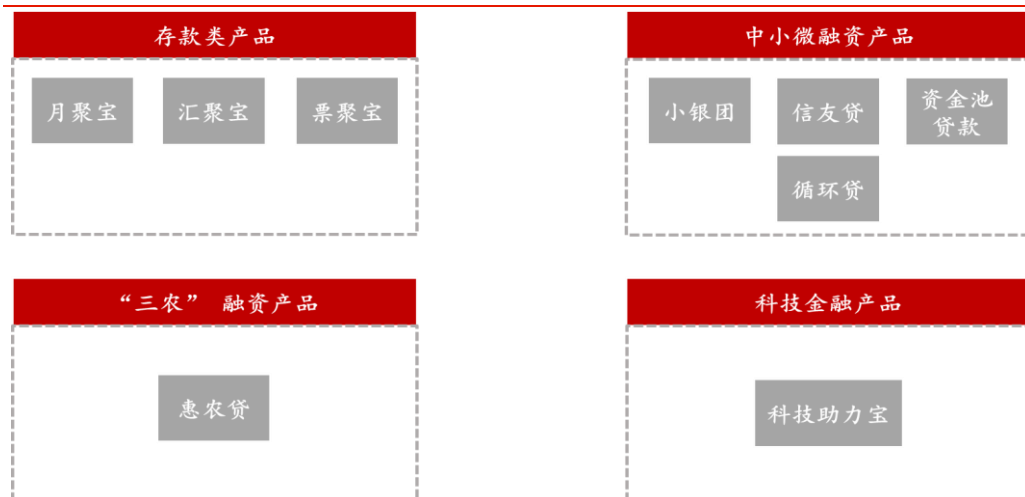 存款类产品
月聚宝
汇聚宝
票聚宝
中小微融资产品
小银团
信友贷
资金池
贷款
循环贷
“三农” 融资产品
惠农贷
科技金融产品
科技助力宝